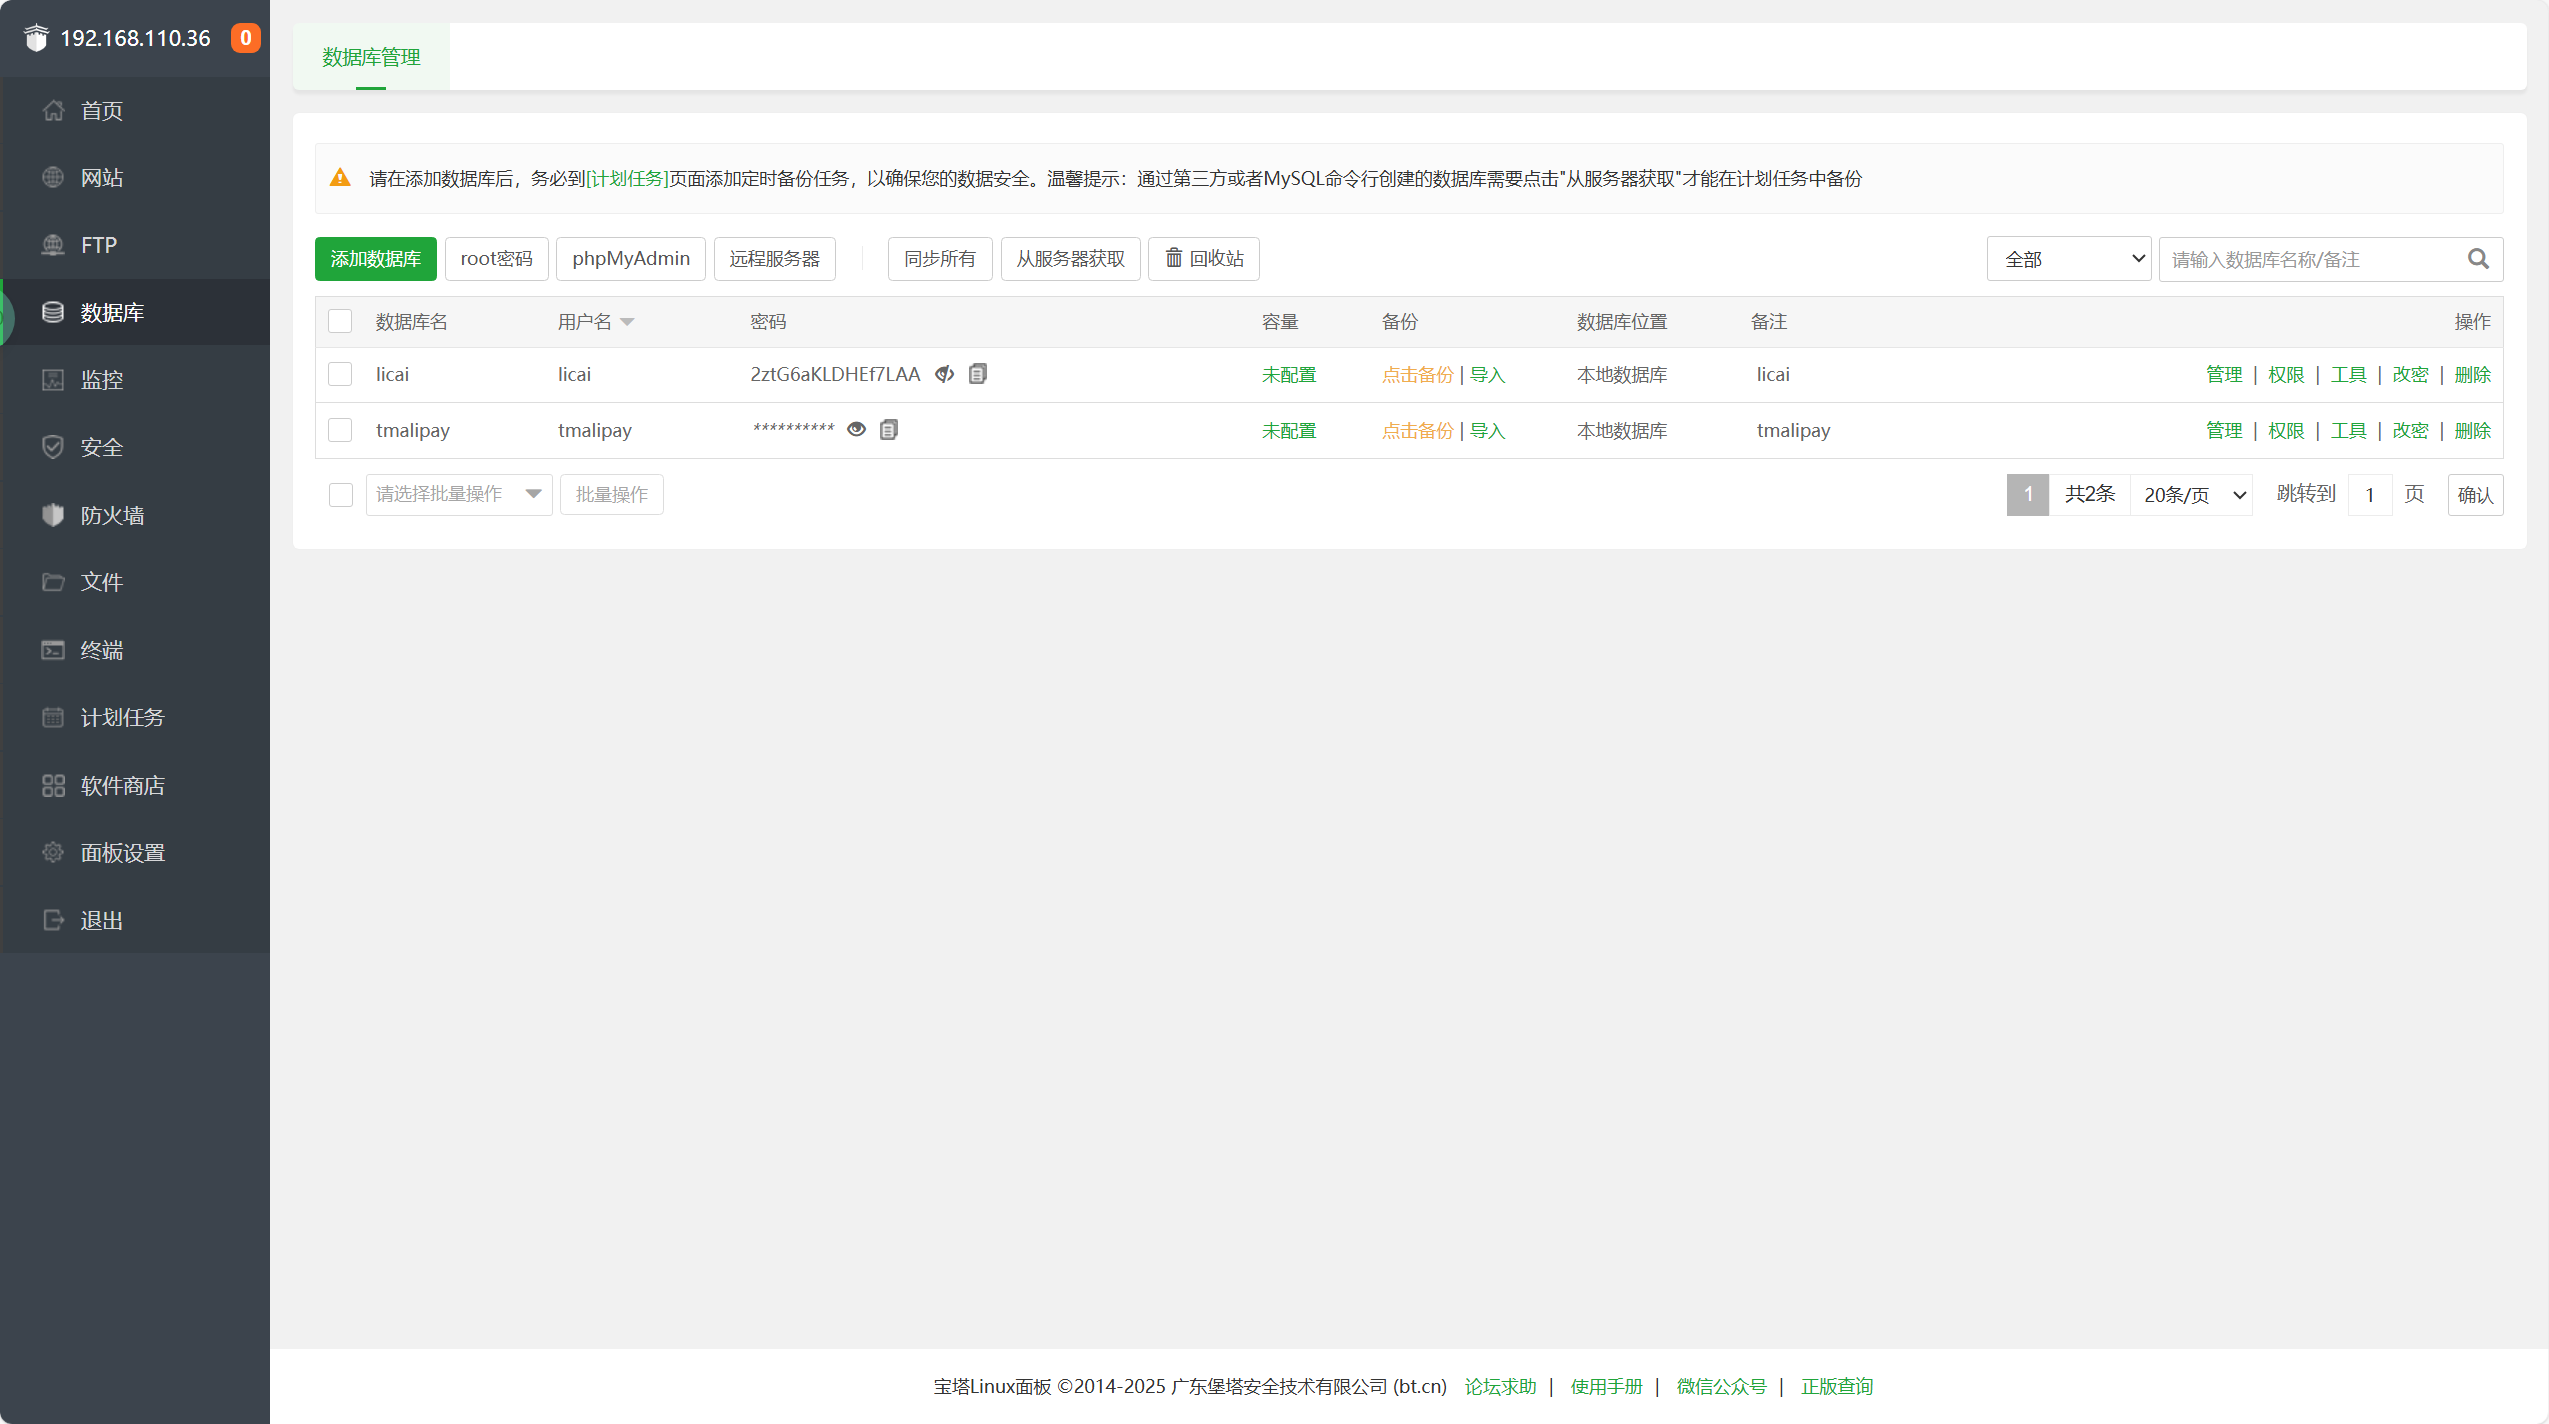 192.168.110.36 0
首页
网站
FTP
数据库
监控
安全
防火墙
文件
终端
计划任务
软件商店
面板设置
退出
数据库管理
请在添加数据库后，务必到[计划任务]页面添加定时备份任务，以确保您的数据安全。温馨提示：通过第三方或者MySQL命令行创建的数据库需要点击"从服务器获取"才能在计划任务中备份
添加数据库 root密码 phpMyAdmin 远程服务器 同步所有 从服务器获取 回收站 全部 请输入数据库名称/备注
数据库名 用户名 密码 容量 备份 数据库位置 备注 操作
licai licai 2ztG6aKLDHEf7LAA 未配置 点击备份 | 导入 本地数据库 licai 管理 | 权限 | 工具 | 改密 | 删除
tmalipay tmalipay ********** 未配置 点击备份 | 导入 本地数据库 tmalipay 管理 | 权限 | 工具 | 改密 | 删除
请选择批量操作 批量操作 1 共2条 20条/页 跳转到 1 页 确认
宝塔Linux面板 ©2014-2025 广东堡塔安全技术有限公司 (bt.cn) 论坛求助 | 使用手册 | 微信公众号 | 正版查询